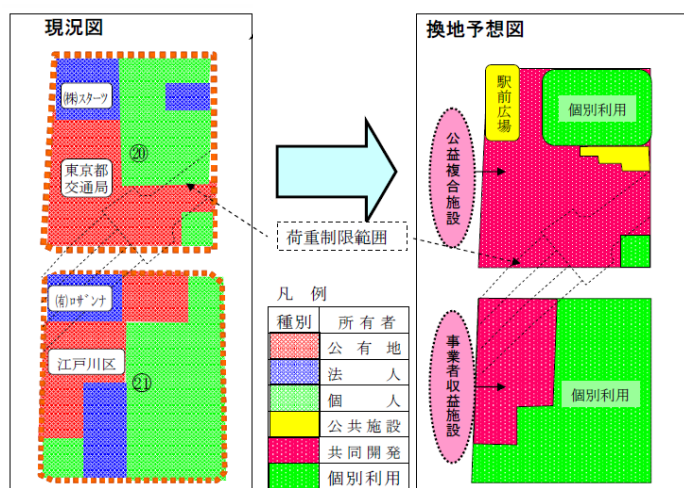 現況図
㈱スターツ
⑳
東京都
交通局
荷重制限範囲
㈲ロザンナ
江戸川区
㉑
凡 例
種別 所有者
公有地
法人
個人
公共施設
共同開発
個別利用
換地予想図
駅前広場
個別利用
公益複合施設
事業者収益施設
個別利用